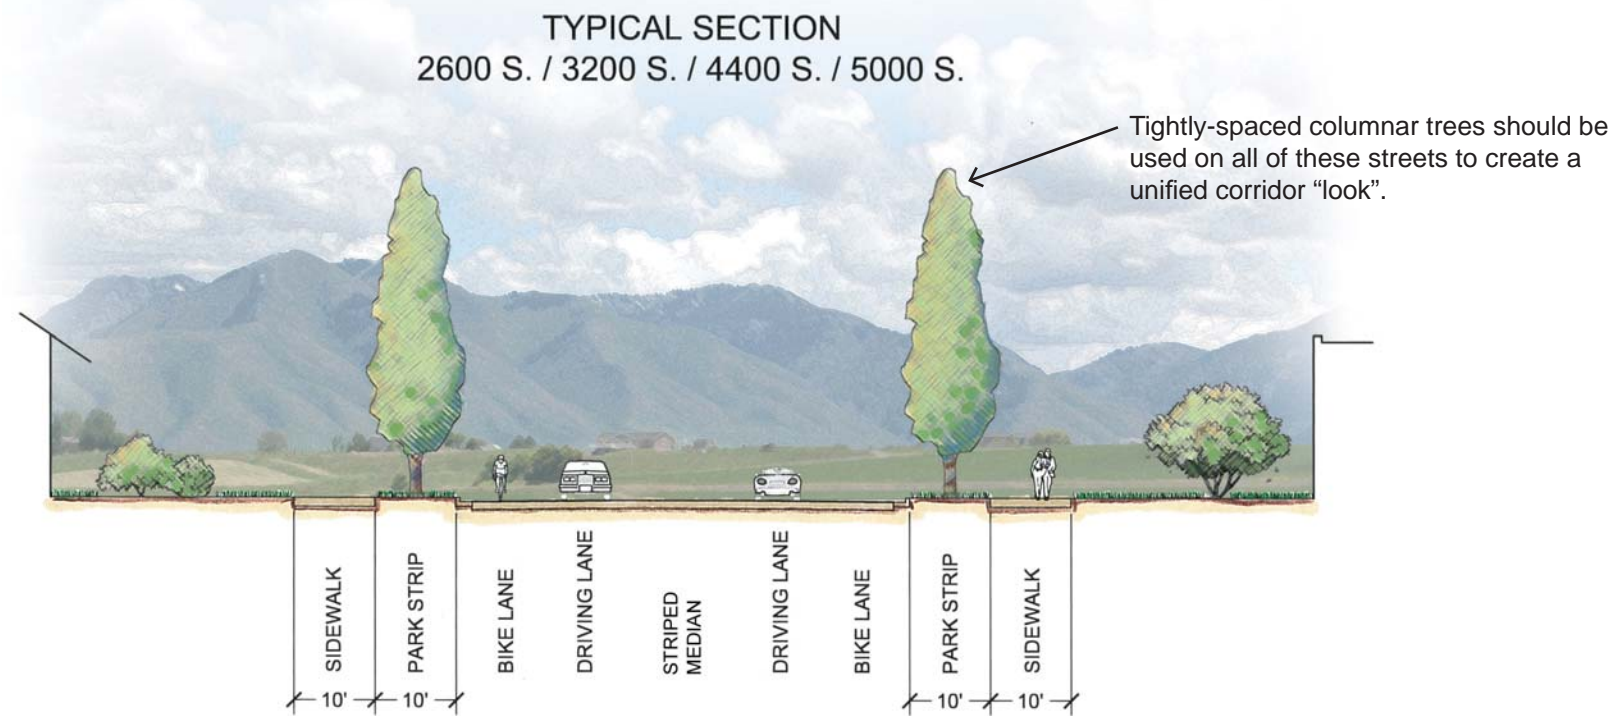 TYPICAL SECTION
2600 S. / 3200 S. / 4400 S. / 5000 S.
Tightly-spaced columnar trees should be
used on all of these streets to create a
unified corridor “look”.
SIDEWALK
PARK STRIP
BIKE LANE
DRIVING LANE
STRIPED
MEDIAN
DRIVING LANE
BIKE LANE
PARK STRIP
SIDEWALK
10'
10'
10'
10'